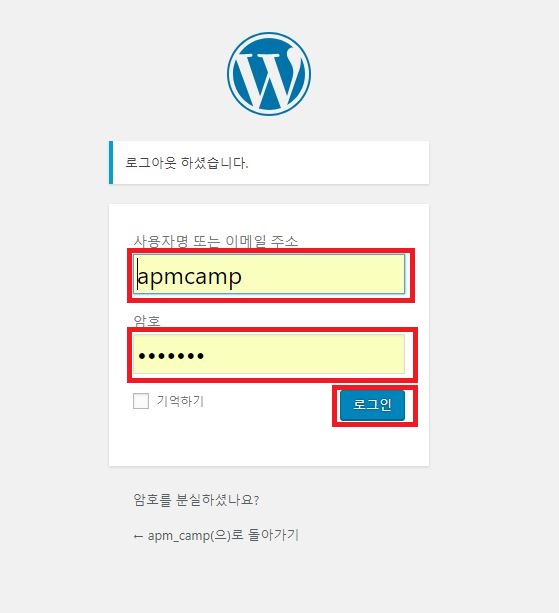 로그아웃 하셨습니다.
사용자명 또는 이메일 주소
apmcamp
암호
•••••••
기억하기
로그인
암호를 분실하셨나요?
← apm_camp(으)로 돌아가기